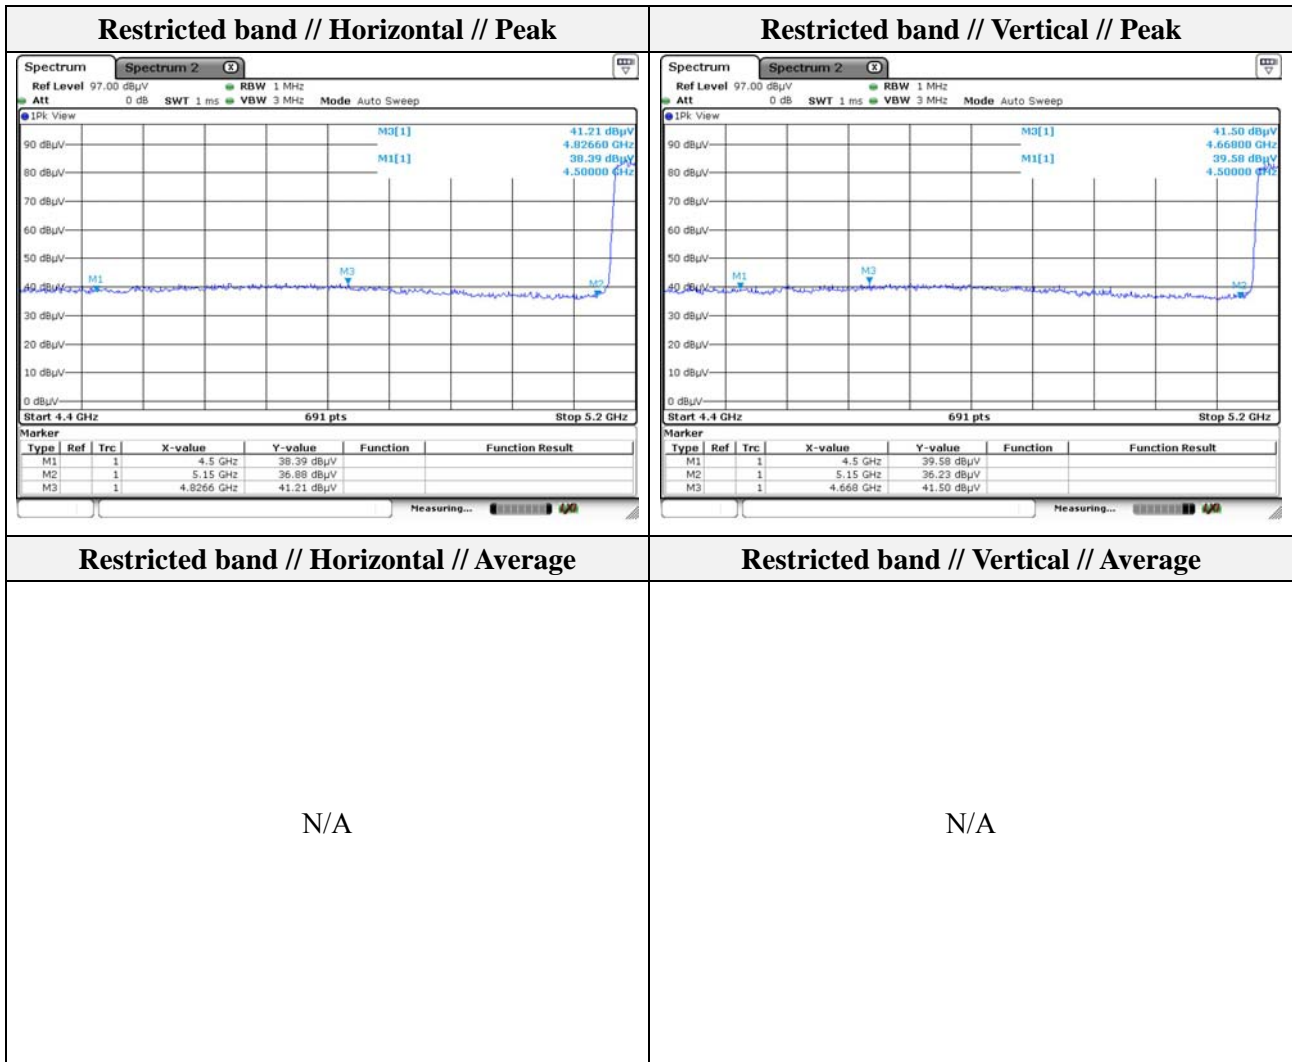 Restricted band // Horizontal // Peak
Restricted band // Vertical // Peak
Spectrum Spectrum 2 X
Ref Level 97.00 dBµV RBW 1 MHz
Att 0 dB SWT 1 ms VBW 3 MHz Mode Auto Sweep
1Pk View
M3[1] 41.21 dBµV
4.82660 GHz
M1[1] 38.39 dBµV
4.50000 GHz
90 dBµV
80 dBµV
70 dBµV
60 dBµV
50 dBµV
40 dBµV
30 dBµV
20 dBµV
10 dBµV
0 dBµV
M1
M3
M2
Start 4.4 GHz 691 pts Stop 5.2 GHz
Marker
Type Ref Trc X-value Y-value Function Function Result
M1 1 4.5 GHz 38.39 dBµV
M2 1 5.15 GHz 36.88 dBµV
M3 1 4.8266 GHz 41.21 dBµV
Measuring...
Spectrum Spectrum 2 X
Ref Level 97.00 dBµV RBW 1 MHz
Att 0 dB SWT 1 ms VBW 3 MHz Mode Auto Sweep
1Pk View
M3[1] 41.50 dBµV
4.66800 GHz
M1[1] 39.58 dBµV
4.50000 GHz
90 dBµV
80 dBµV
70 dBµV
60 dBµV
50 dBµV
40 dBµV
30 dBµV
20 dBµV
10 dBµV
0 dBµV
M1
M3
M2
Start 4.4 GHz 691 pts Stop 5.2 GHz
Marker
Type Ref Trc X-value Y-value Function Function Result
M1 1 4.5 GHz 39.58 dBµV
M2 1 5.15 GHz 36.23 dBµV
M3 1 4.668 GHz 41.50 dBµV
Measuring...
Restricted band // Horizontal // Average
Restricted band // Vertical // Average
N/A
N/A